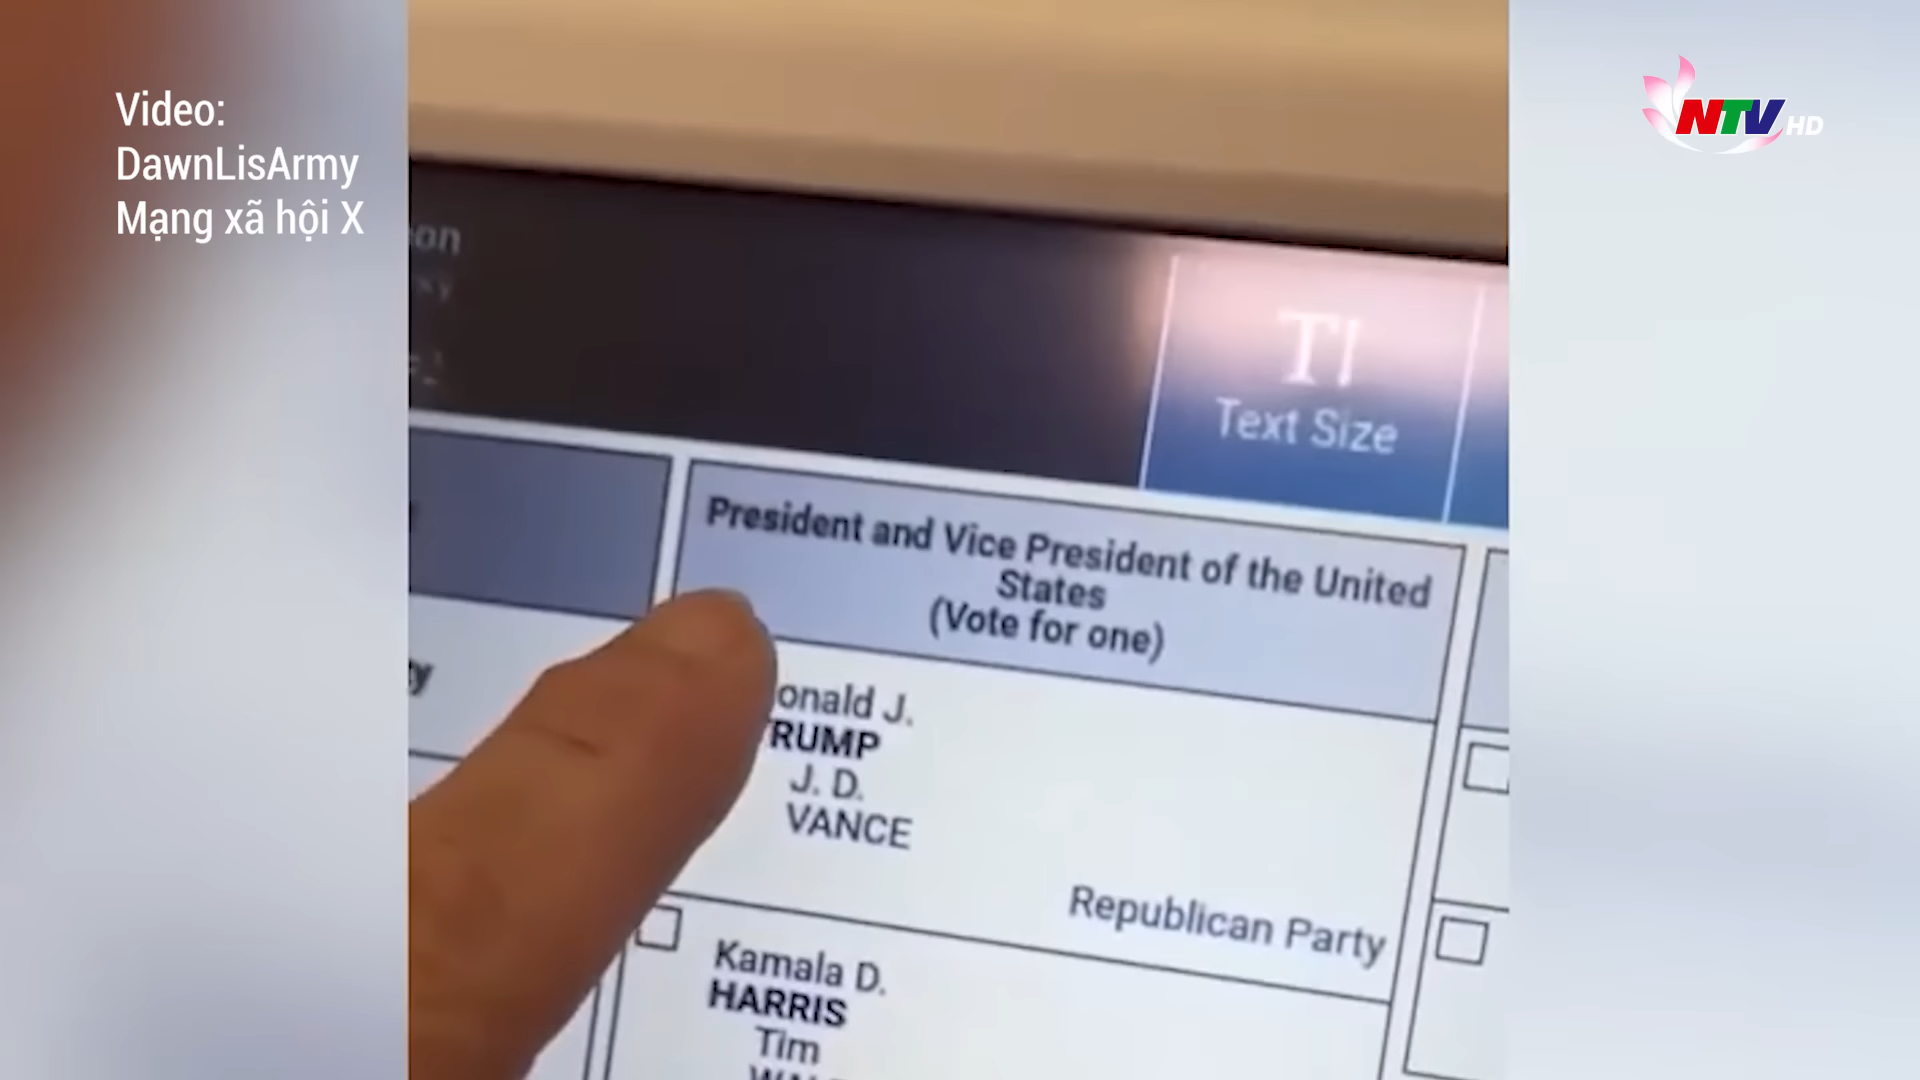 Video:
DawnLisArmy
Mạng xã hội X
NTV HD
on
Text Size
President and Vice President of the United
States
(Vote for one)
onald J.
RUMP
J. D.
VANCE
Republican Party
Kamala D.
HARRIS
Tim